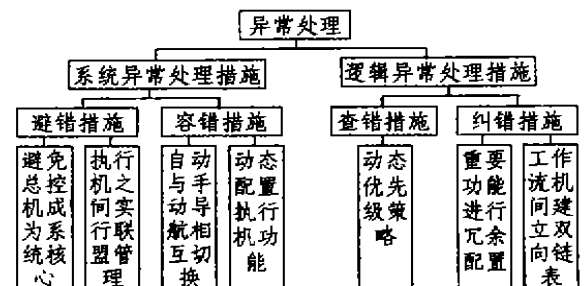 异常处理
系统异常处理措施
逻辑异常处理措施
避错措施
容错措施
查错措施
纠错措施
避免总控机成为系统核心
执行机之间实行联盟管理
自动与手动导航相互切换
动态配置执行机功能
动态优先级策略
重要功能进行冗余配置
工作流机间建立双向链表